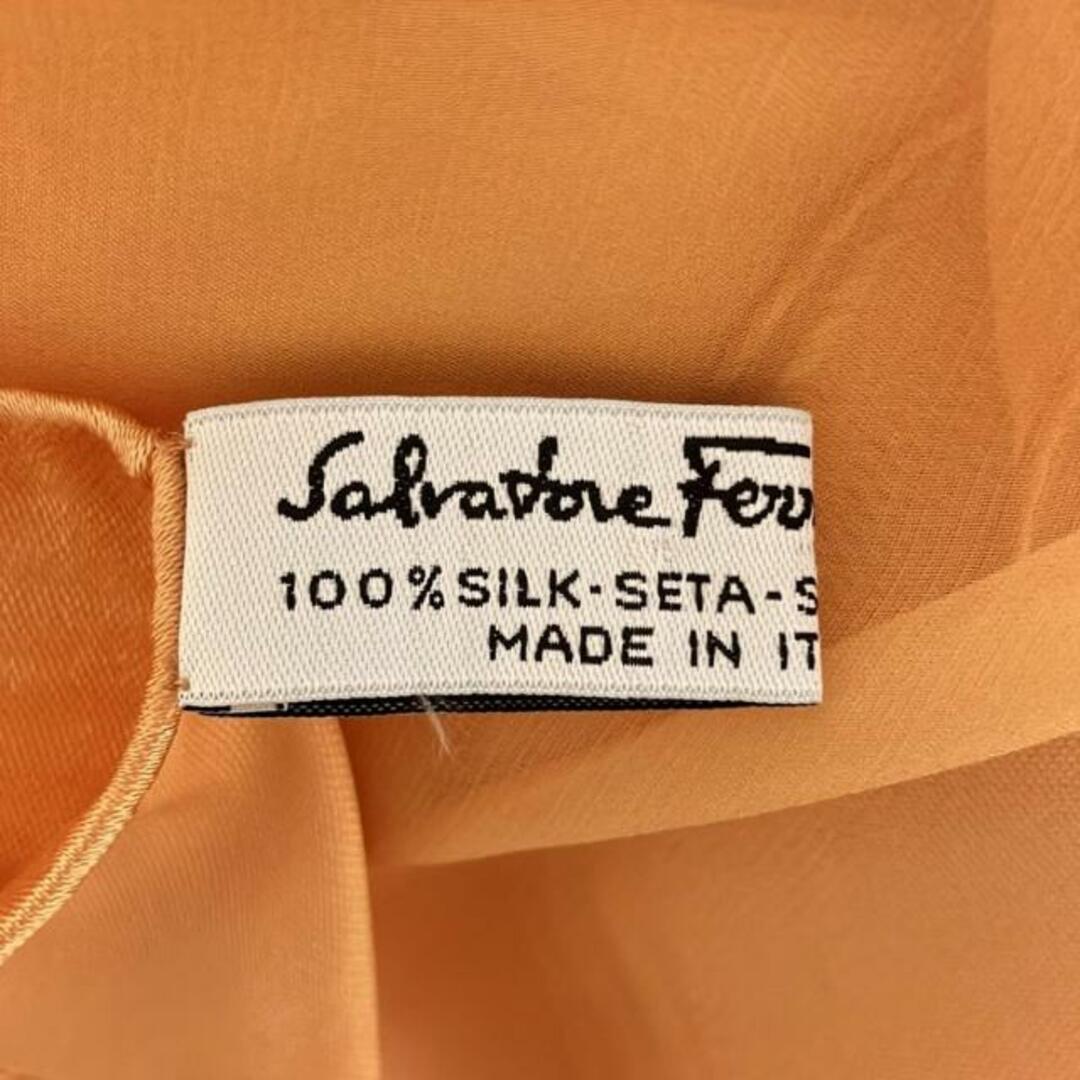 Salvatore Ferr
100% SILK-SETA-S
MADE IN IT